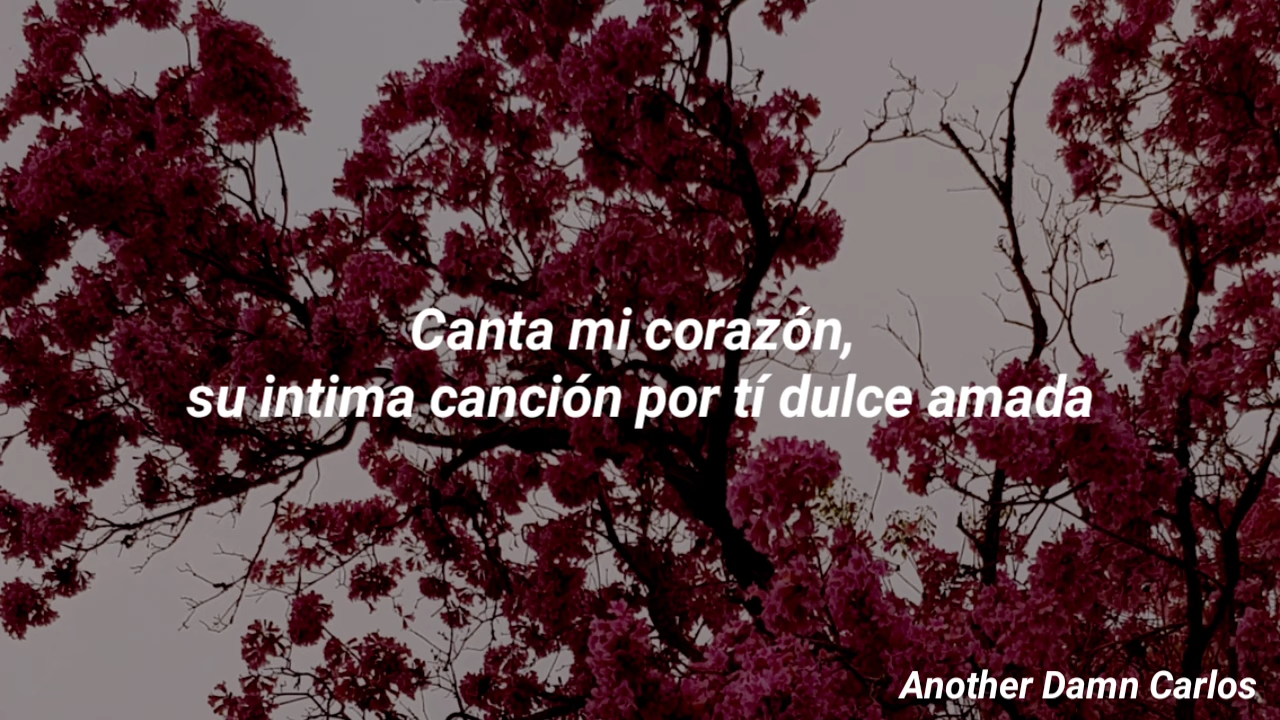 Canta mi corazón,
su intima canción por tí dulce amada
Another Damn Carlos